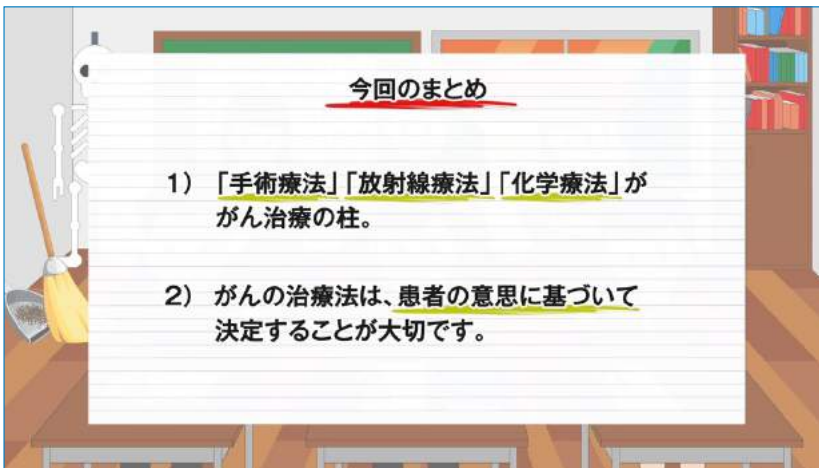 今回のまとめ
1) 「手術療法」「放射線療法」「化学療法」が
がん治療の柱。
2) がんの治療法は、患者の意思に基づいて
決定することが大切です。